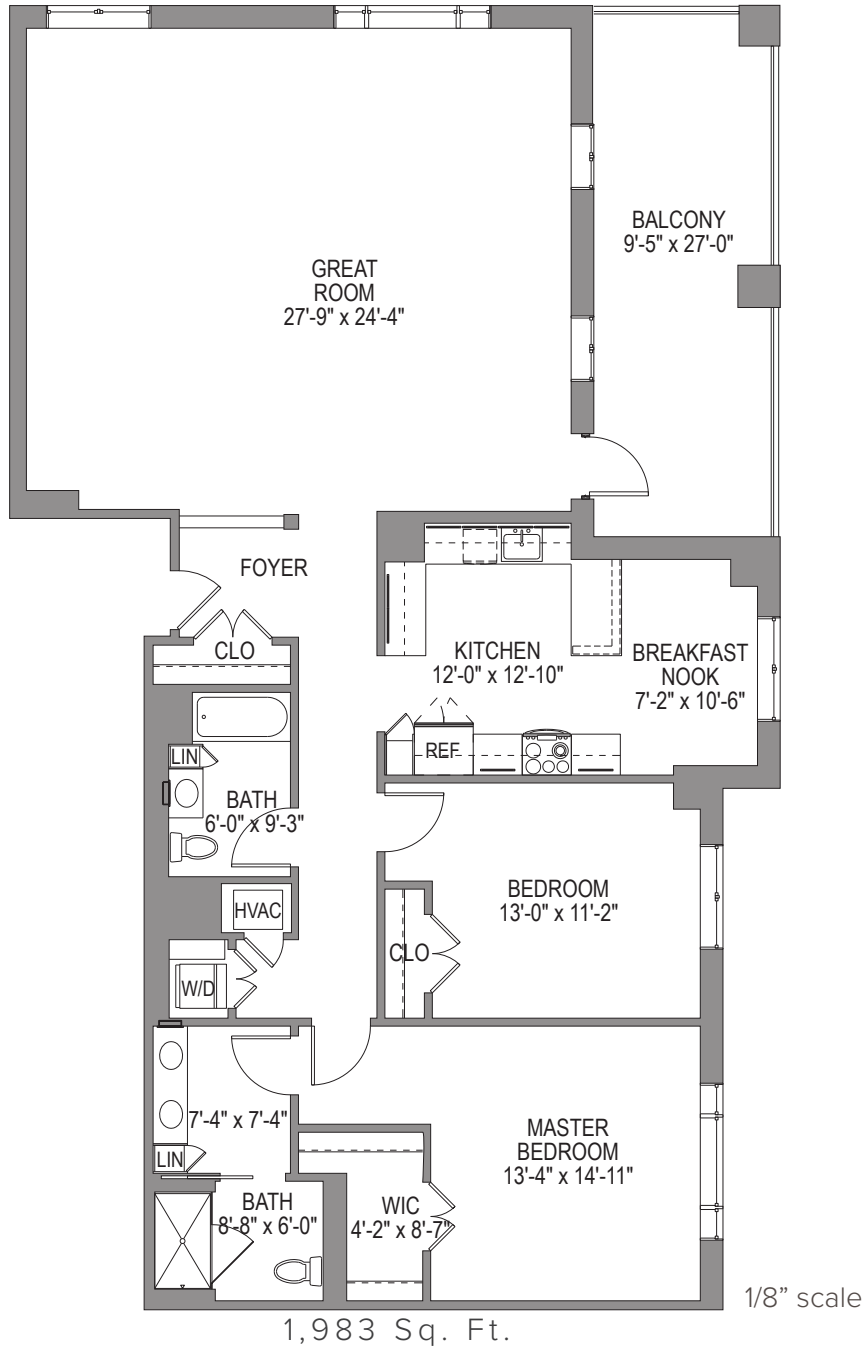 BALCONY
9'-5" x 27'-0"
GREAT
ROOM
27'-9" x 24'-4"
FOYER
CLO
KITCHEN
12'-0" x 12'-10"
BREAKFAST
NOOK
7'-2" x 10'-6"
REF
LIN
BATH
6'-0" x 9'-3"
BEDROOM
13'-0" x 11'-2"
HVAC
CLO
W/D
7'-4" x 7'-4"
MASTER
BEDROOM
13'-4" x 14'-11"
LIN
BATH
8'-8" x 6'-0"
WIC
4'-2" x 8'-7"
1/8” scale
1,983 Sq. Ft.